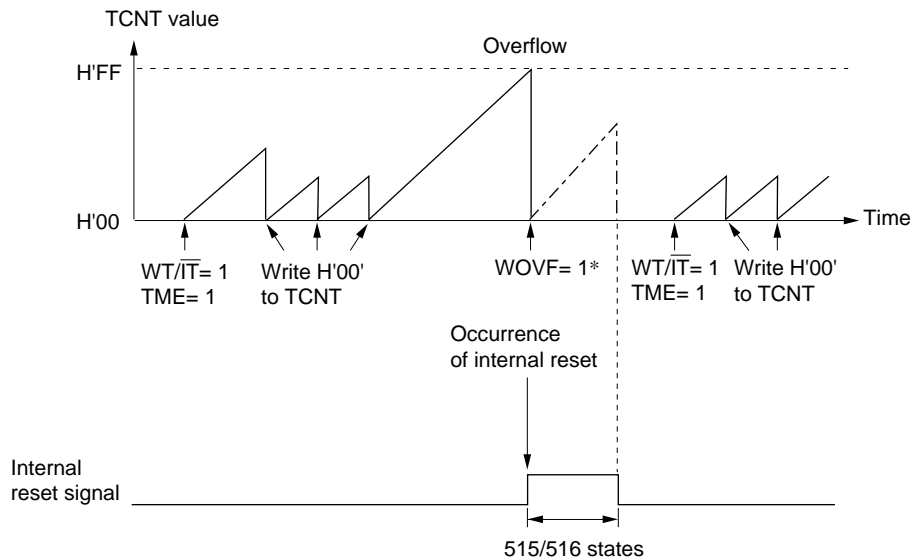 TCNT value
Overflow
H'FF
H'00
Time
WT/IT= 1
TME= 1
Write H'00'
to TCNT
WOVF= 1*
WT/IT= 1
TME= 1
Write H'00'
to TCNT
Occurrence
of internal reset
Internal
reset signal
515/516 states